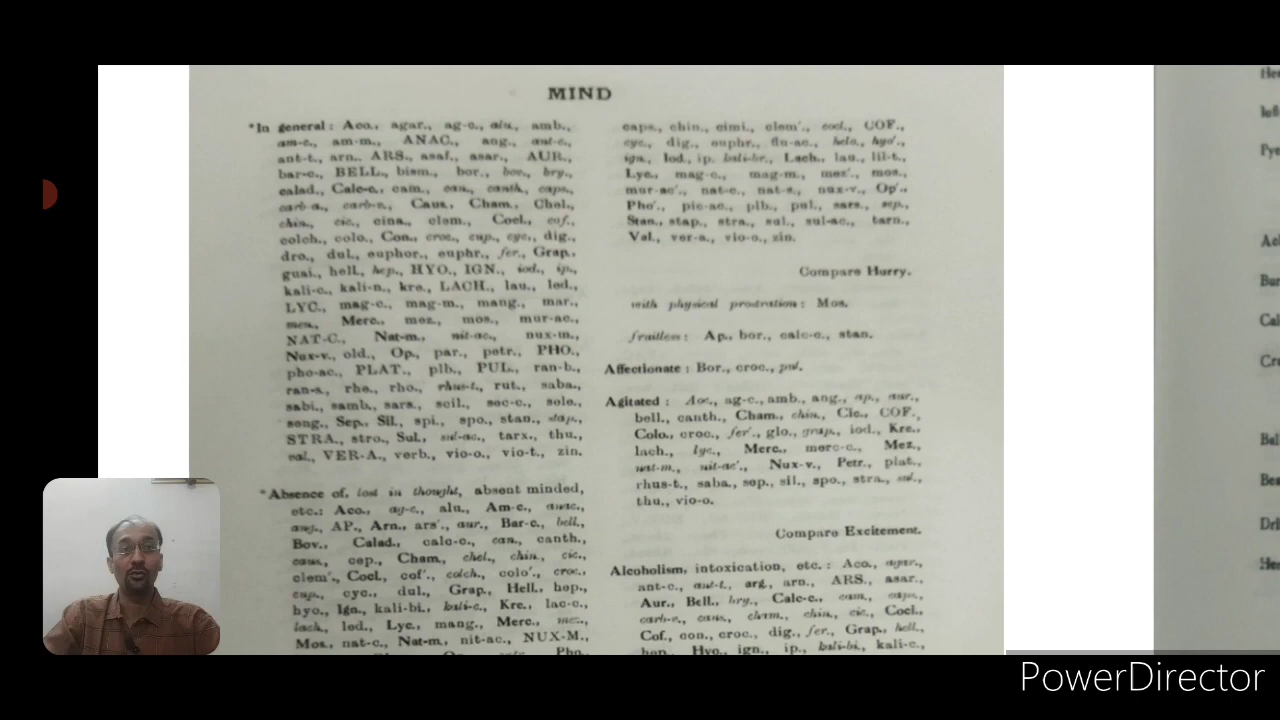 MIND
*In general : Aco., agar., ag-c., alu., amb.,
am-c., am-m., ANAC., ang., ant-c.,
ant-t., arn., ARS., asaf., asar., AUR.,
bar-c., BELL., bism., bor., bov., bry.,
calad., Calc-c., cam., can., canth., caps.,
carb-a., carb-v., Caus., Cham., Chel.,
chin., cic., cina., clem., Cocl., cof.,
colch., colo., Con., croc., cup., cyc., dig.,
dro., dul., euphor., euphr., fer., Grap.,
guai., hell., hep., HYO., IGN., iod., ip.,
kali-c., kali-n., kre., LACH., lau., led.,
LYC., mag-c., mag-m., mang., mar.,
men., Merc., mez., mos., mur-ac.,
NAT-C., Nat-m., nit-ac., nux-m.,
Nux-v., old., Op., par., petr., PHO.,
pho-ac., PLAT., plb., PUL., ran-b.,
ran-s., rhe., rho., rhus-t., rut., saba.,
sabi., samb., sars., scil., sec-c., sele.,
seng., Sep., Sil., spi., spo., stan., stap.,
STRA., stro., Sul., sul-ac., tarx., thu.,
val., VER-A., verb., vio-o., vio-t., zin.
*Absence of, lost in thought, absent minded,
etc.: Aco., ag-c., alu., Am-c., anac.,
ang., AP., Arn., ars'., aur., Bar-c., bell.,
Bov., Calad., calc-c., can., canth.,
caus., cep., Cham., chel., chin., cic.,
clem'., Cocl., cof'., colch., colo'., croc.,
cup., cyc., dul., Grap., Hell., hep.,
hyo., Ign., kali-bi., kali-c., Kre., lac-c.,
lach., led., Lyc., mang., Merc., mez.,
Mos., nat-c., Nat-m., nit-ac., NUX-M.,
Op., Pho.
caps., chin., cimi., clem'., cocl., COF.,
cyc., dig., euphr., flu-ac., helo., hyo'.,
ign., Iod., ip., kali-br., Lach., lau., lil-t.,
Lyc., mag-c., mag-m., mez'., mos.,
mur-ac'., nat-c., nat-s., nux-v., Op'.,
Pho'., pic-ac., plb., pul., sars., sep.,
Stan., stap., stra., sul., sul-ac., tarn.,
Val., ver-a., vio-o., zin.
Compare Hurry.
with physical prostration : Mos.
fruitless : Ap., bor., calc-c., stan.
Affectionate : Bor., croc., pul.
Agitated : Aco., ag-c., amb., ang., ap., aur.,
bell., canth., Cham., chin., Cic., COF.,
Colo., croc., fer'., glo., grap., iod., Kre.,
lach., lyc., Merc., merc-c., Mez.,
nat-m., nit-ac'., Nux-v., Petr., plat.,
rhus-t., saba., sep., sil., spo., stra., sul.,
thu., vio-o.
Compare Excitement.
Alcoholism, intoxication, etc. : Aco., agar.,
ant-c., ant-t., arg., arn., ARS., asar.,
Aur., Bell., bry., Calc-c., cam., caps.,
carb-v., caus., cham., chin., cic., Cocl.,
Cof., con., croc., dig., fer., Grap., hell.,
hep., Hyo., ign., ip., kali-bi., kali-c.,
PowerDirector